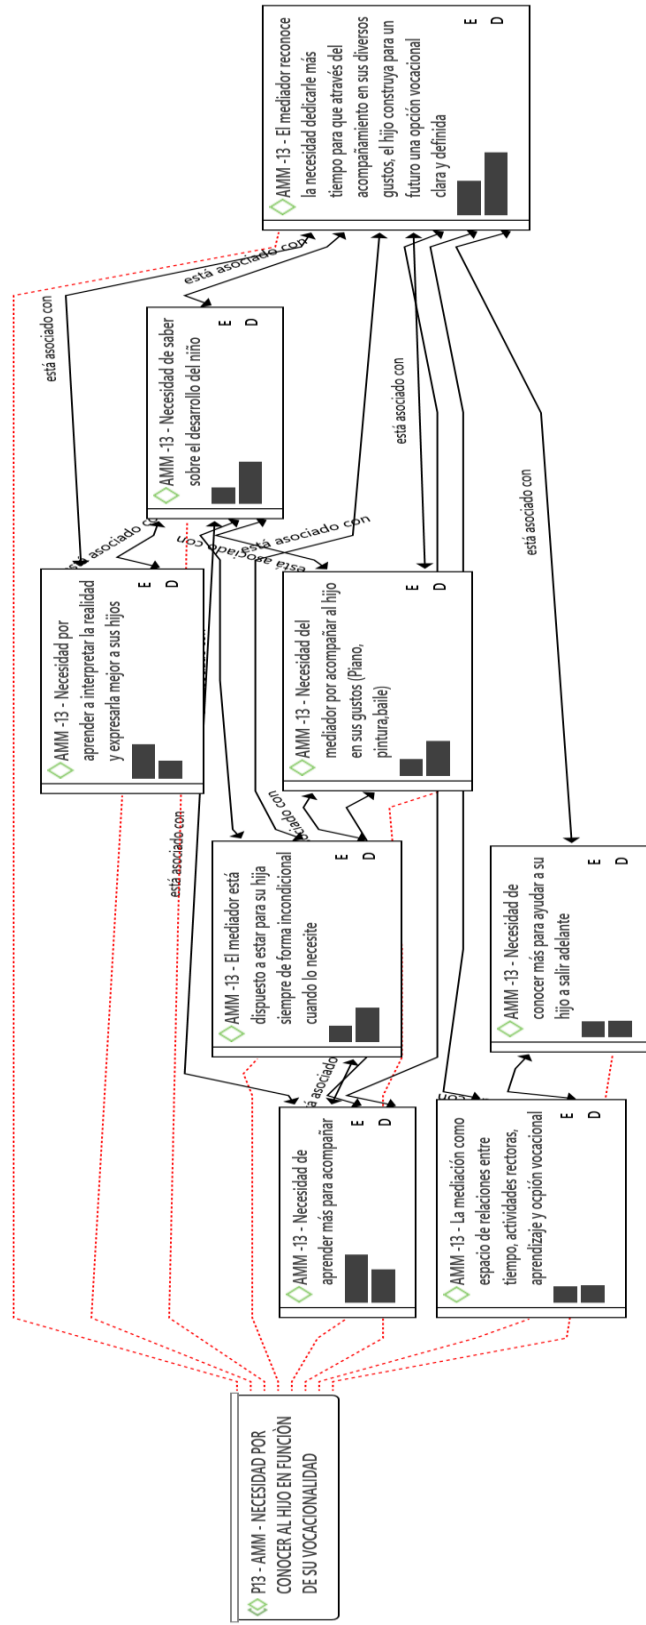 P13 - AMM - NECESIDAD POR
CONOCER AL HIJO EN FUNCIÒN
DE SU VOCACIONALIDAD
AMM -13 - Necesidad por
aprender a interpretar la realidad
y expresarla mejor a sus hijos
E
D
AMM -13 - Necesidad de saber
sobre el desarrollo del niño
E
D
AMM -13 - El mediador está
dispuesto a estar para su hija
siempre de forma incondicional
cuando lo necesite
E
D
AMM -13 - Necesidad de
aprender más para acompañar
E
D
AMM -13 - Necesidad del
mediador por acompañar al hijo
en sus gustos (Piano,
pintura,baile)
E
D
AMM -13 - La mediación como
espacio de relaciones entre
tiempo, actividades rectoras,
aprendizaje y ocpión vocacional
E
D
AMM -13 - Necesidad de
conocer más para ayudar a su
hijo a salir adelante
E
D
AMM -13 - El mediador reconoce
la necesidad dedicarle más
tiempo para que através del
acompañamiento en sus diversos
gustos, el hijo construya para un
futuro una opción vocacional
clara y definida
E
D
está asociado con
está asociado con
está asociado con
está asociado con
está asociado con
está asociado con
está asociado con